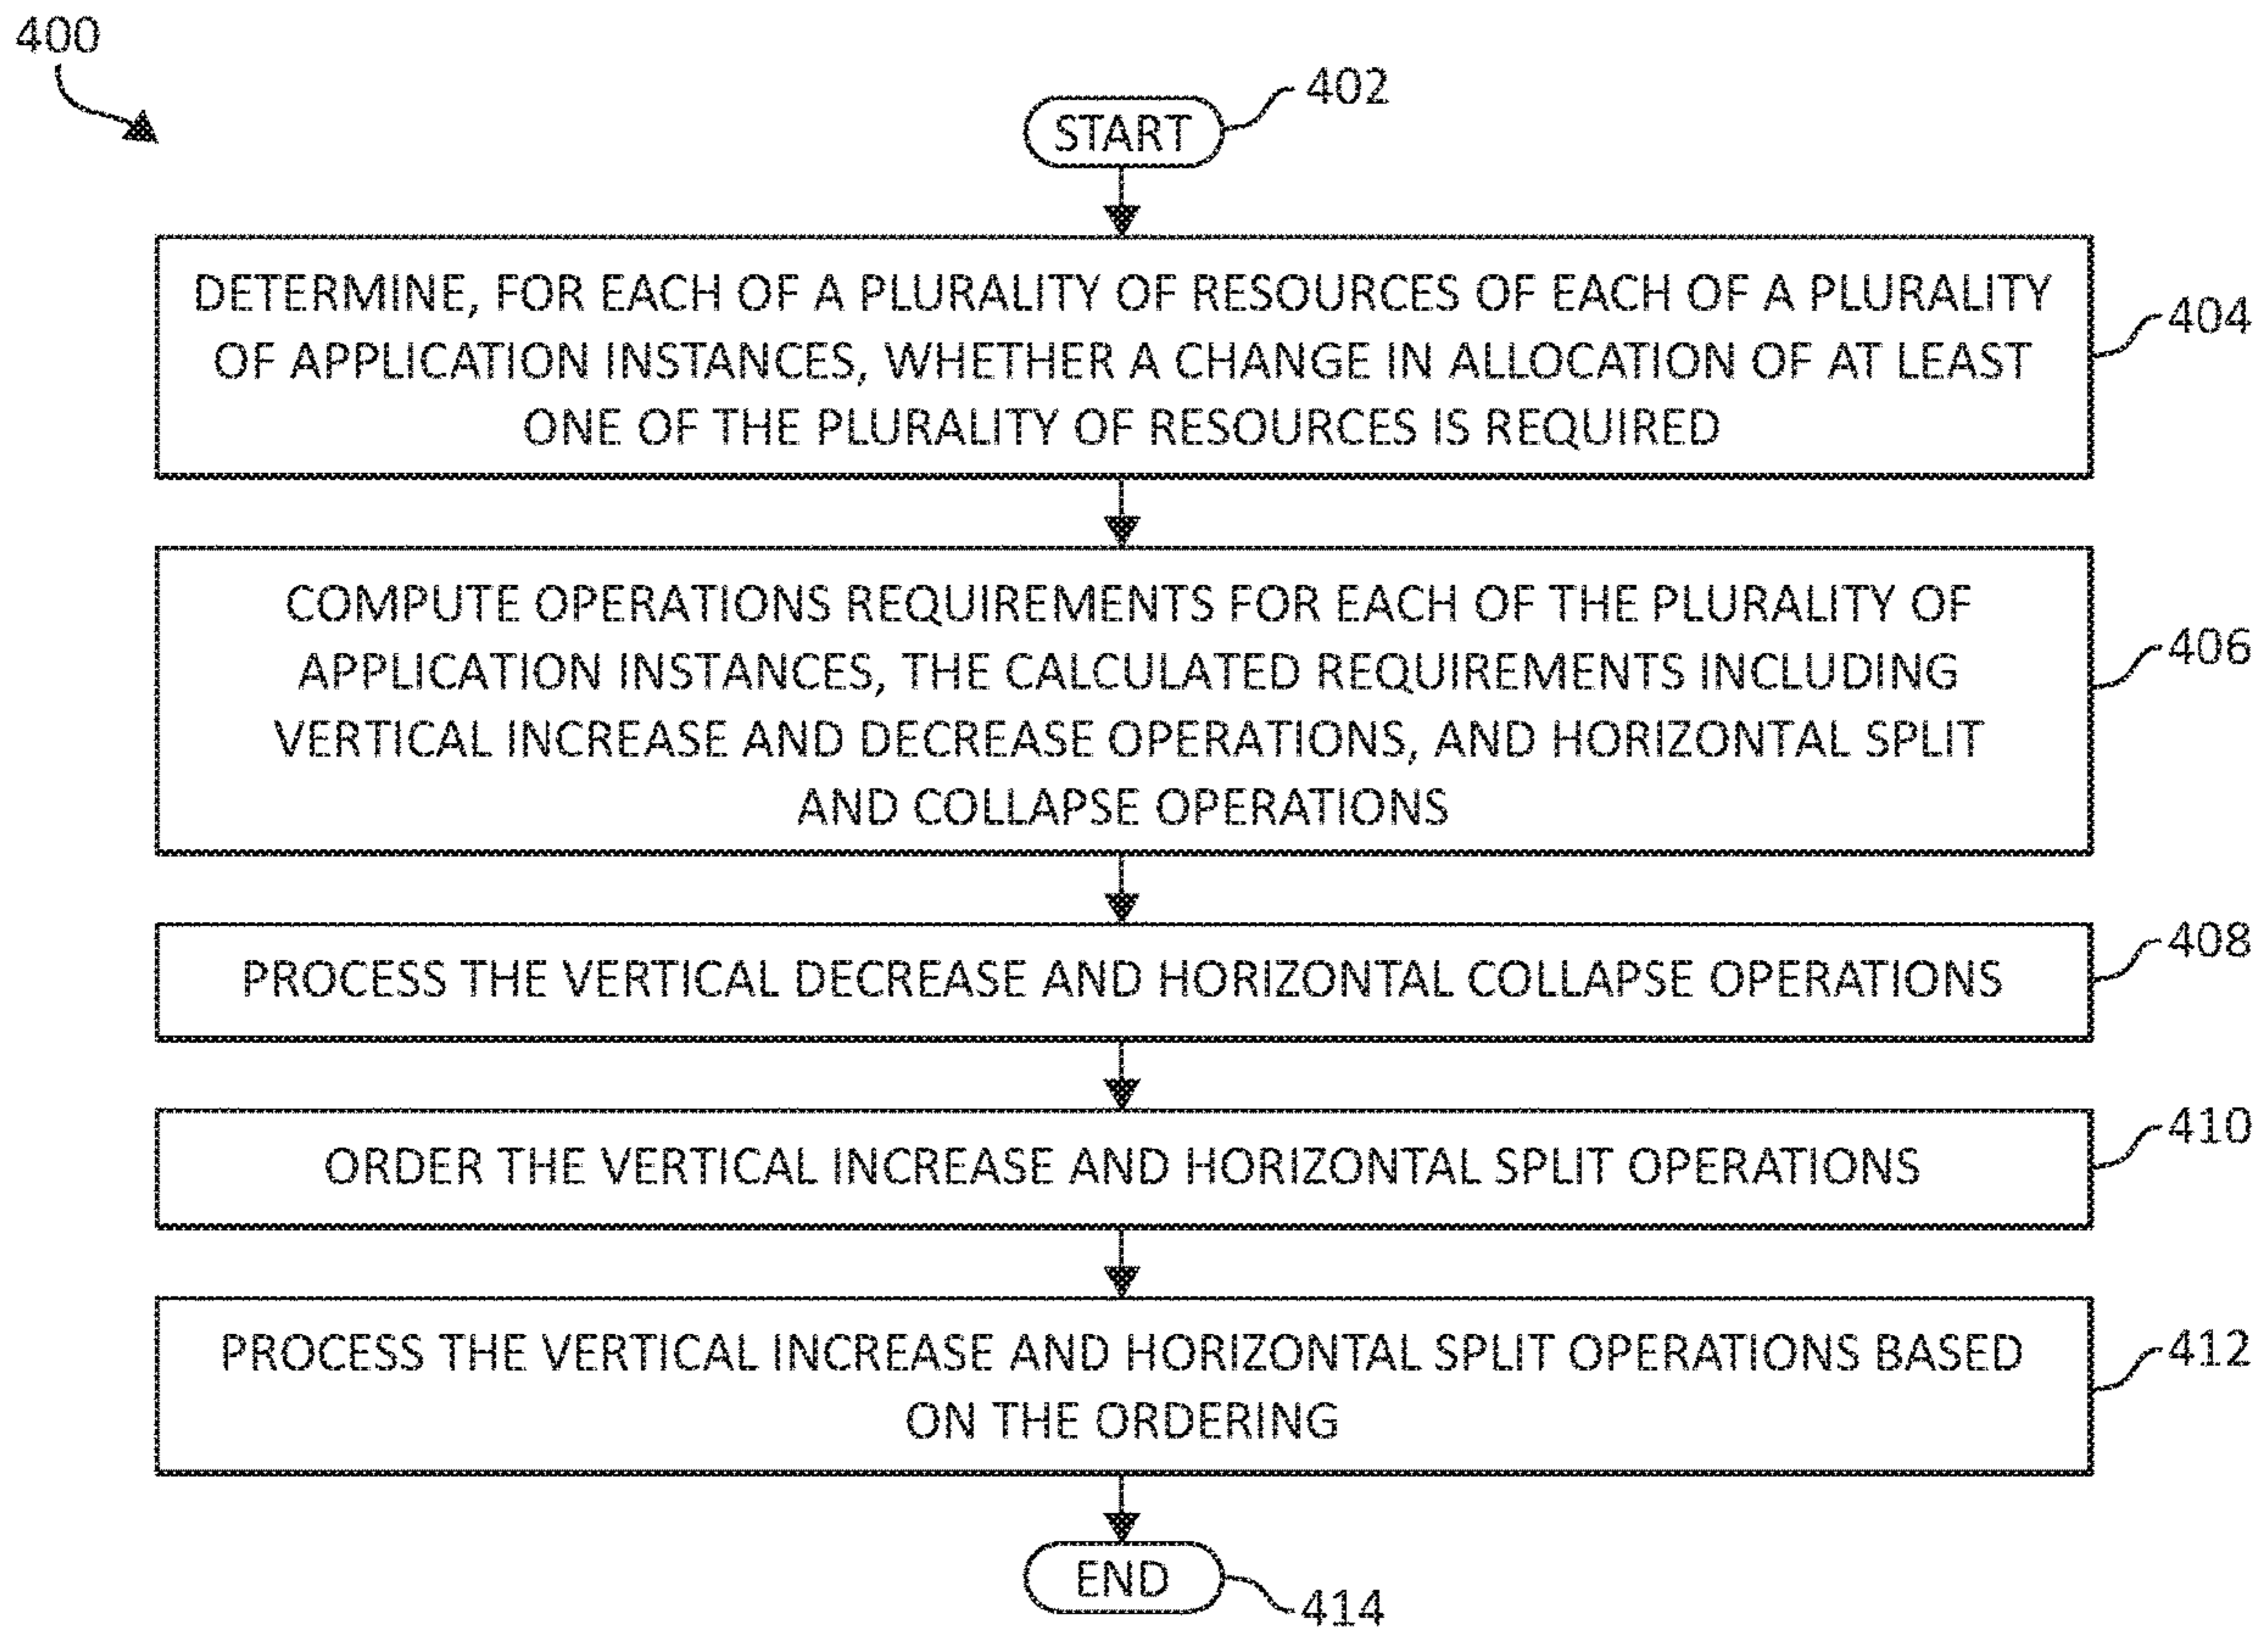 400
START
402
DETERMINE, FOR EACH OF A PLURALITY OF RESOURCES OF EACH OF A PLURALITY
OF APPLICATION INSTANCES, WHETHER A CHANGE IN ALLOCATION OF AT LEAST
ONE OF THE PLURALITY OF RESOURCES IS REQUIRED
404
COMPUTE OPERATIONS REQUIREMENTS FOR EACH OF THE PLURALITY OF
APPLICATION INSTANCES, THE CALCULATED REQUIREMENTS INCLUDING
VERTICAL INCREASE AND DECREASE OPERATIONS, AND HORIZONTAL SPLIT
AND COLLAPSE OPERATIONS
406
PROCESS THE VERTICAL DECREASE AND HORIZONTAL COLLAPSE OPERATIONS
408
ORDER THE VERTICAL INCREASE AND HORIZONTAL SPLIT OPERATIONS
410
PROCESS THE VERTICAL INCREASE AND HORIZONTAL SPLIT OPERATIONS BASED
ON THE ORDERING
412
END
414